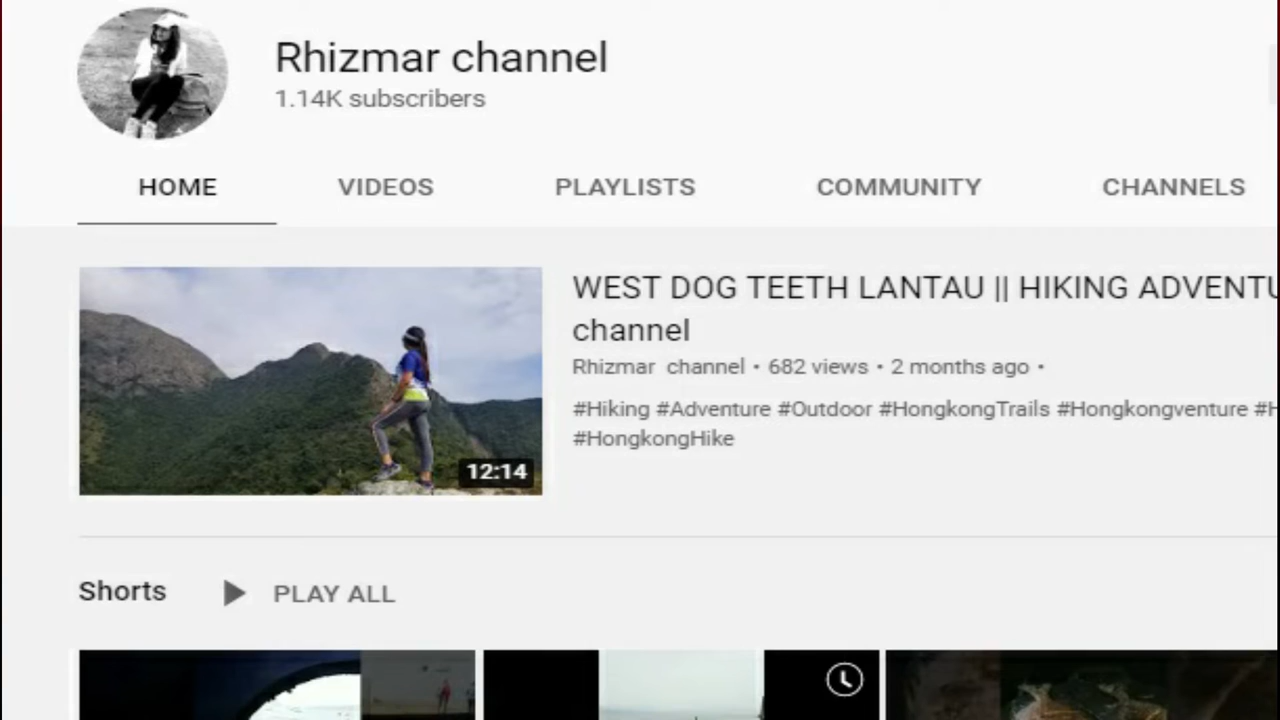 Rhizmar channel
1.14K subscribers
HOME VIDEOS PLAYLISTS COMMUNITY CHANNELS
WEST DOG TEETH LANTAU || HIKING ADVENTU
channel
Rhizmar channel • 682 views • 2 months ago •
#Hiking #Adventure #Outdoor #HongkongTrails #Hongkongventure #H
#HongkongHike
12:14
Shorts PLAY ALL